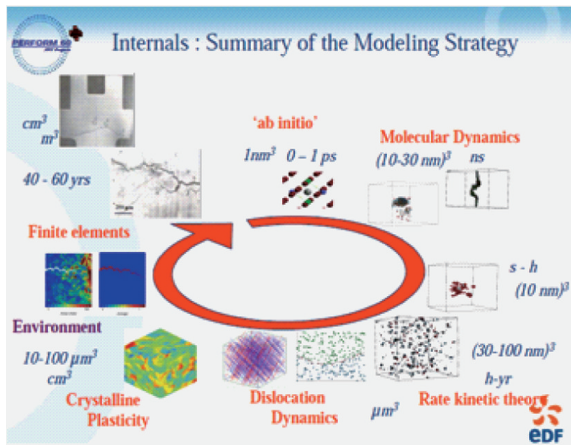 PERFORM 60
Internals : Summary of the Modeling Strategy
cm³
m³
40 - 60 yrs
'ab initio'
1nm³ 0 – 1 ps
Molecular Dynamics
(10-30 nm)³ ns
Finite elements
s - h
(10 nm)³
Environment
10-100 µm³
cm³
Crystalline
Plasticity
Dislocation
Dynamics
µm³
(30-100 nm)³
h-yr
Rate kinetic theory
eDF